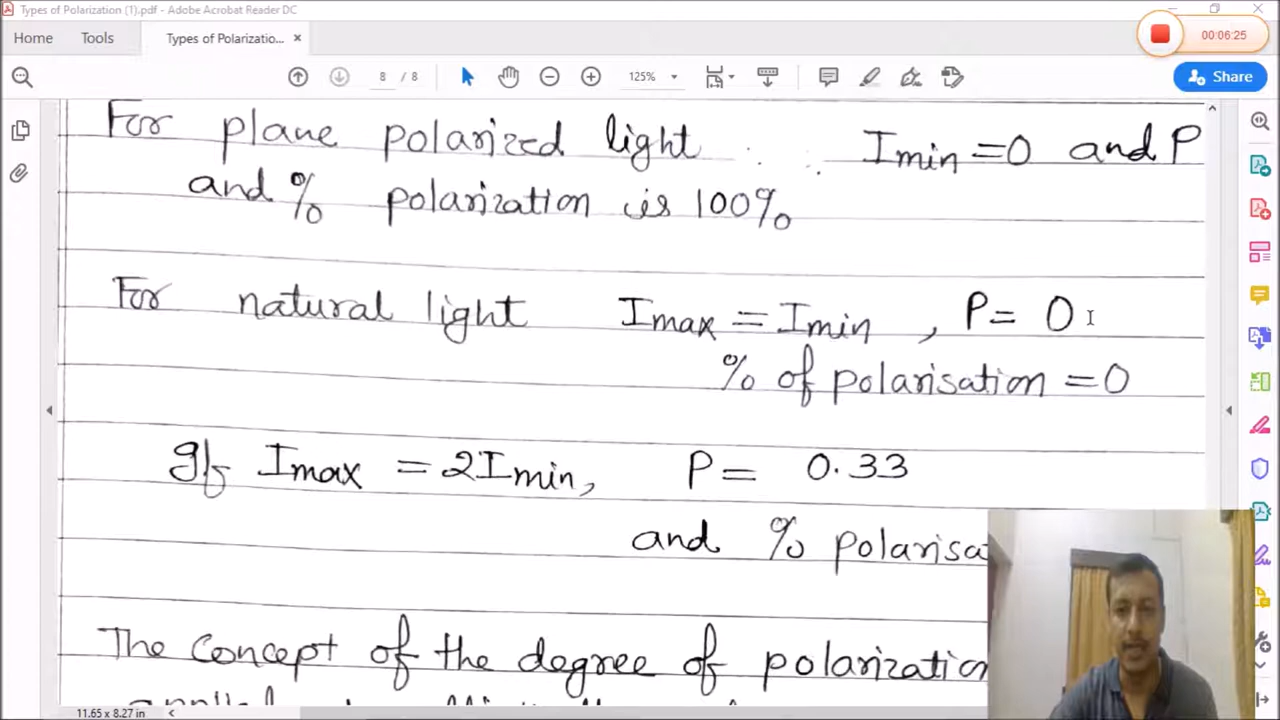 Types of Polarization (1).pdf - Adobe Acrobat Reader DC
00:06:25
Home Tools Types of Polarizatio... ×
8 / 8 125% Share
For plane polarized light Imin =0 and P
and % polarization is 100%
For natural light Imax = Imin , P= 0
% of polarisation =0
If Imax = 2Imin, P= 0.33
and % polarisa
The concept of the degree of polarization
11.65 x 8.27 in